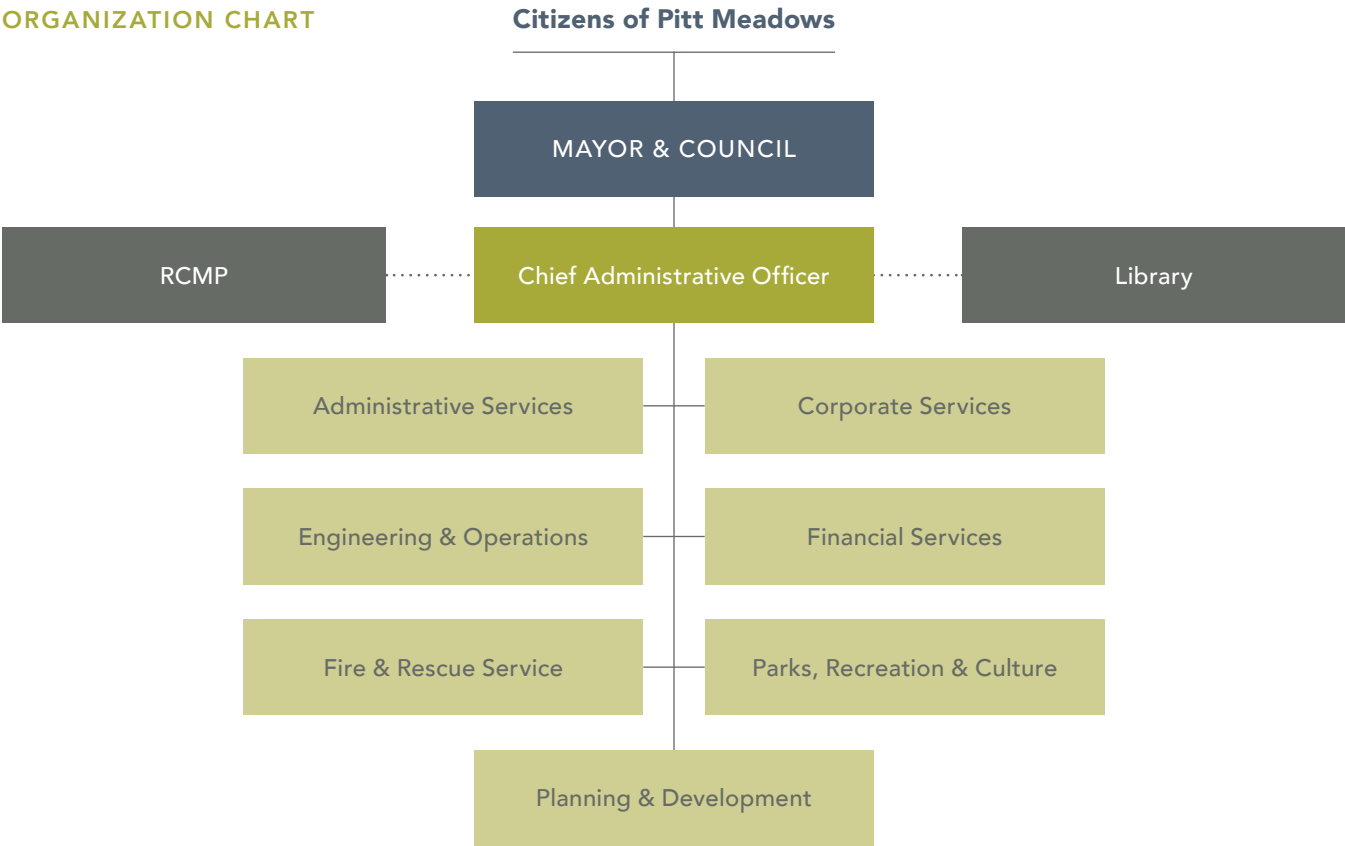 ORGANIZATION CHART
Citizens of Pitt Meadows
MAYOR & COUNCIL
RCMP
Chief Administrative Officer
Library
Administrative Services
Corporate Services
Engineering & Operations
Financial Services
Fire & Rescue Service
Parks, Recreation & Culture
Planning & Development